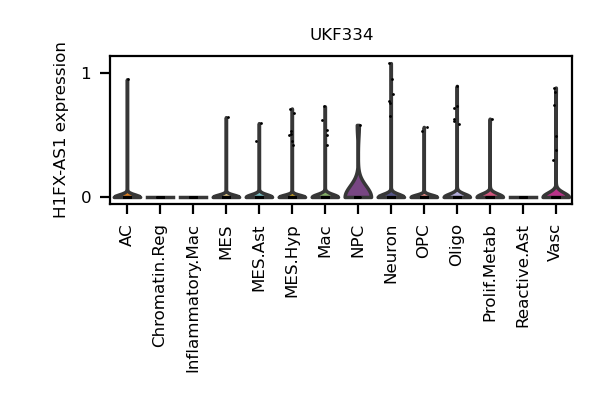 UKF334
H1FX-AS1 expression
1
0
AC
Chromatin.Reg
Inflammatory.Mac
MES
MES.Ast
MES.Hyp
Mac
NPC
Neuron
OPC
Oligo
Prolif.Metab
Reactive.Ast
Vasc